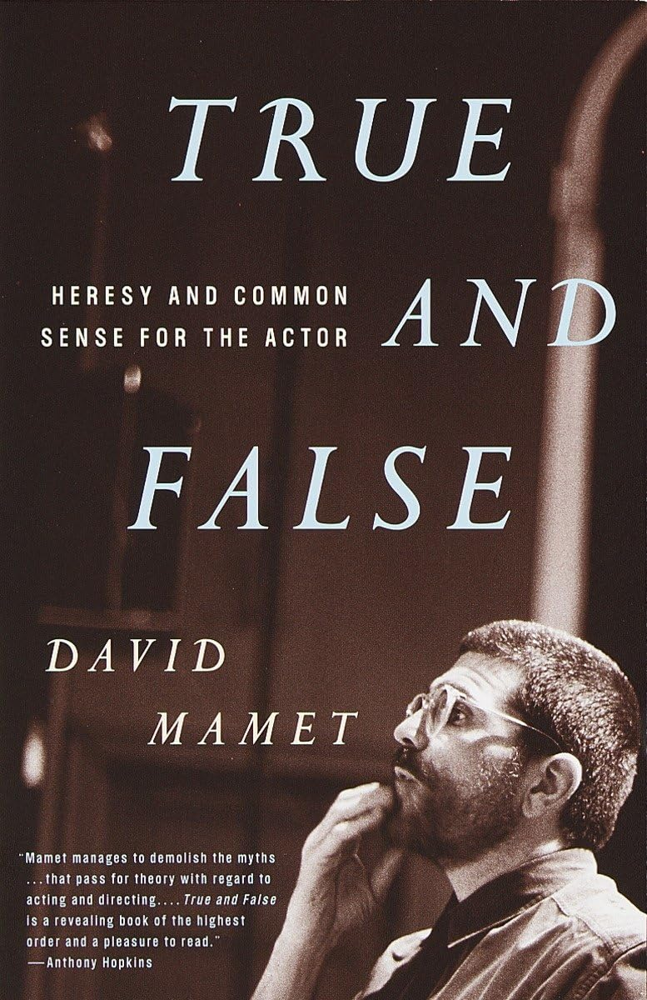 TRUE
HERESY AND COMMON
SENSE FOR THE ACTOR
AND
FALSE
DAVID
MAMET
“Mamet manages to demolish the myths
...that pass for theory with regard to
acting and directing.... True and False
is a revealing book of the highest
order and a pleasure to read.”
—Anthony Hopkins